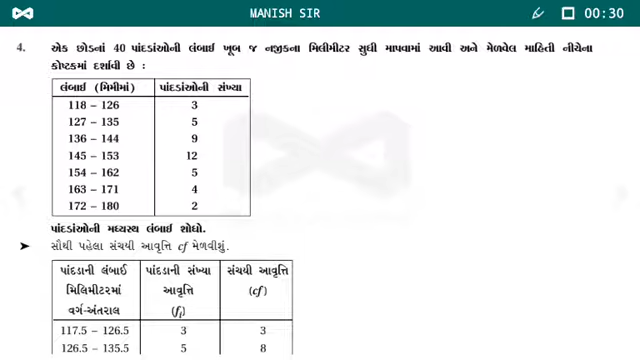 MANISH SIR
00:30
4. એક છોડનાં 40 પાંદડાંઓની લંબાઈ ખૂબ જ નજીકના મિલીમીટર સુધી માપવામાં આવી અને મેળવેલ માહિતી નીચેના
કોષ્ટકમાં દર્શાવી છે :
લંબાઈ (મિમીમાં) પાંદડાંઓની સંખ્યા
118 – 126 3
127 – 135 5
136 – 144 9
145 – 153 12
154 – 162 5
163 – 171 4
172 – 180 2
પાંદડાંઓની મધ્યસ્થ લંબાઈ શોધો.
➤ સૌથી પહેલા સંચયી આવૃત્તિ cf મેળવીશું.
પાંદડાની લંબાઈ પાંદડાની સંખ્યા સંચયી આવૃત્તિ
મિલિમીટરમાં આવૃત્તિ (cf)
વર્ગ-અંતરાલ (fi)
117.5 – 126.5 3 3
126.5 – 135.5 5 8